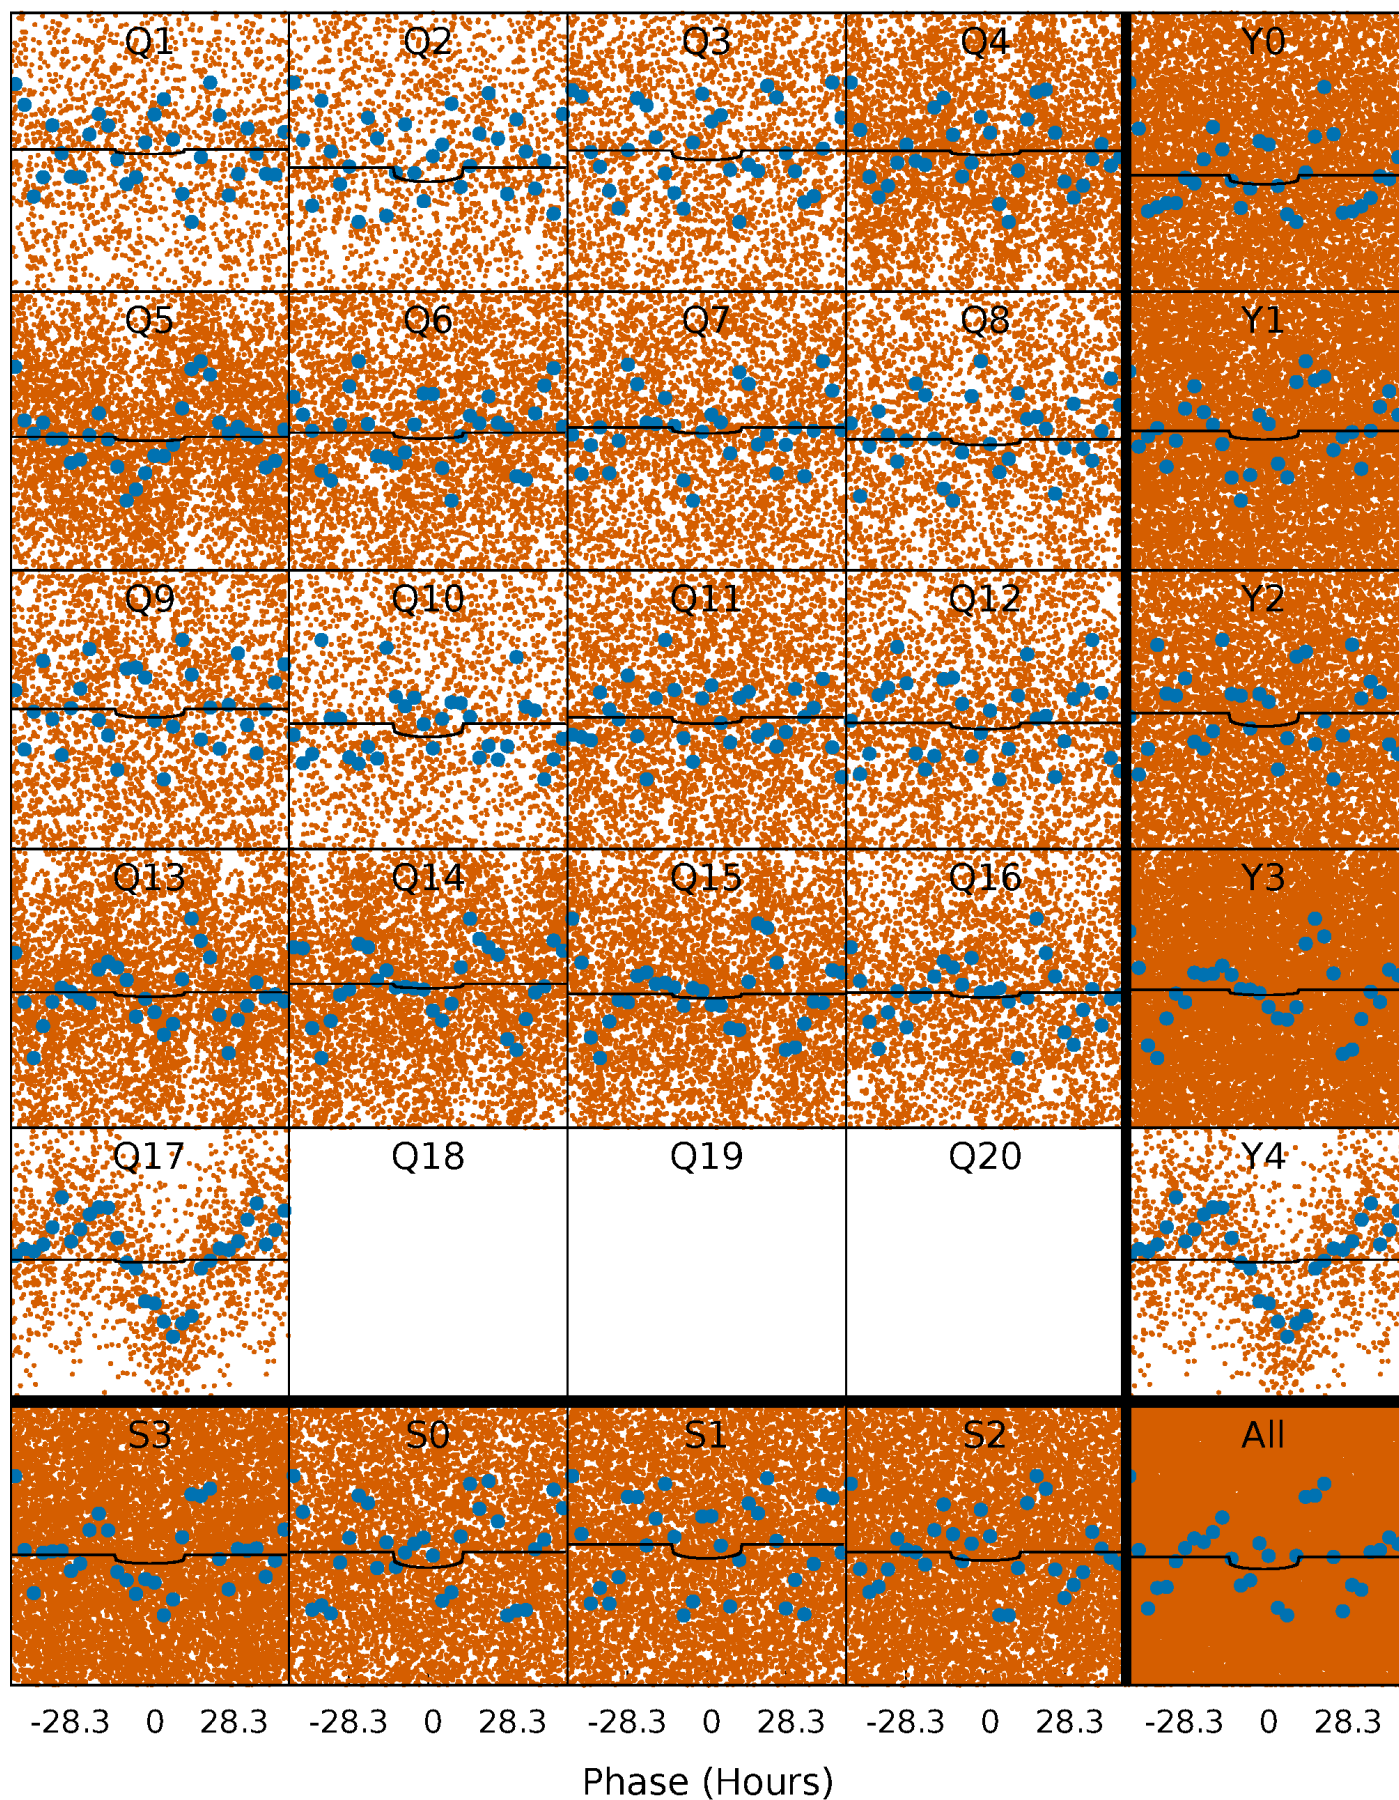 Q1 Q2 Q3 Q4 Y0
Q5 Q6 Q7 Q8 Y1
Q9 Q10 Q11 Q12 Y2
Q13 Q14 Q15 Q16 Y3
Q17 Q18 Q19 Q20 Y4
S3 S0 S1 S2 All
-28.3 0 28.3 -28.3 0 28.3 -28.3 0 28.3 -28.3 0 28.3 -28.3 0 28.3
Phase (Hours)